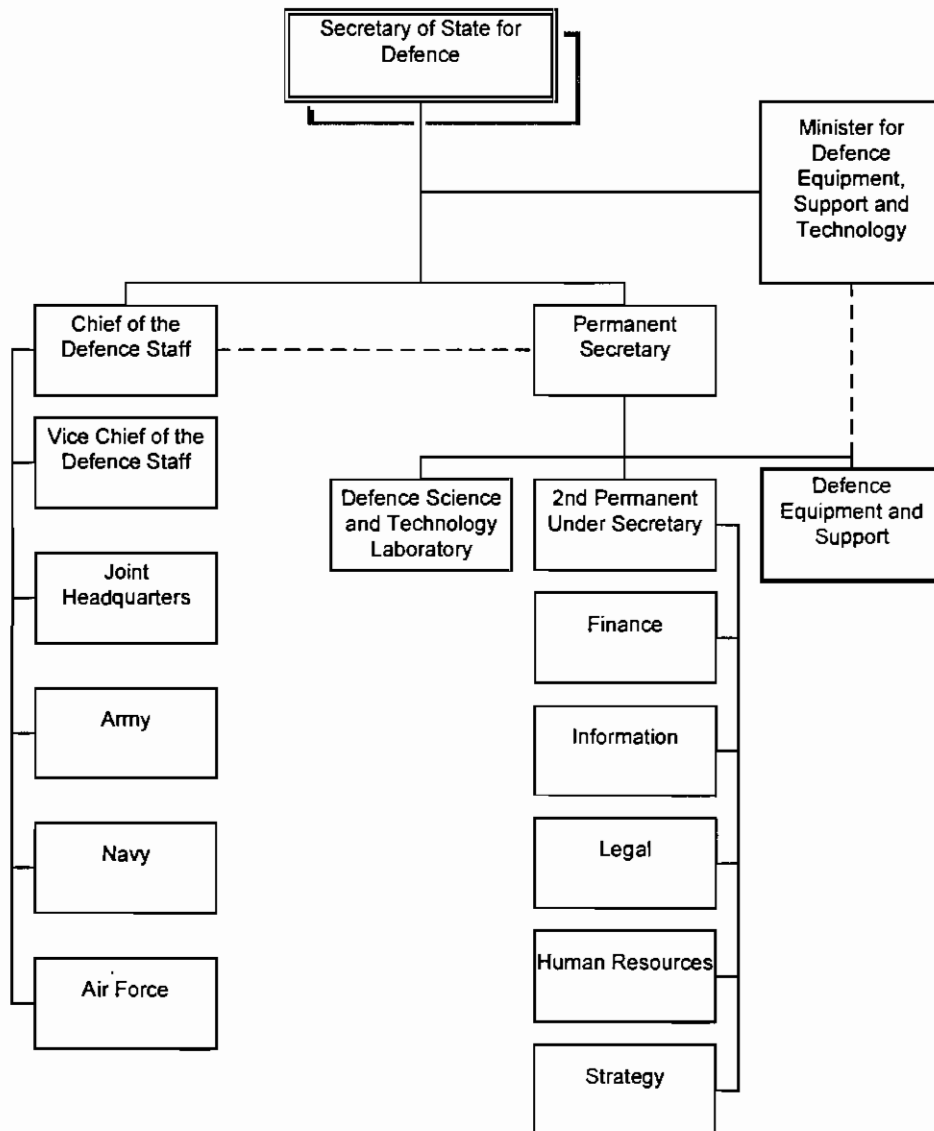 Secretary of State for
Defence
Minister for
Defence
Equipment,
Support and
Technology
Chief of the
Defence Staff
Permanent
Secretary
Vice Chief of the
Defence Staff
Defence Science
and Technology
Laboratory
2nd Permanent
Under Secretary
Defence
Equipment and
Support
Joint
Headquarters
Finance
Army
Information
Navy
Legal
Air Force
Human Resources
Strategy